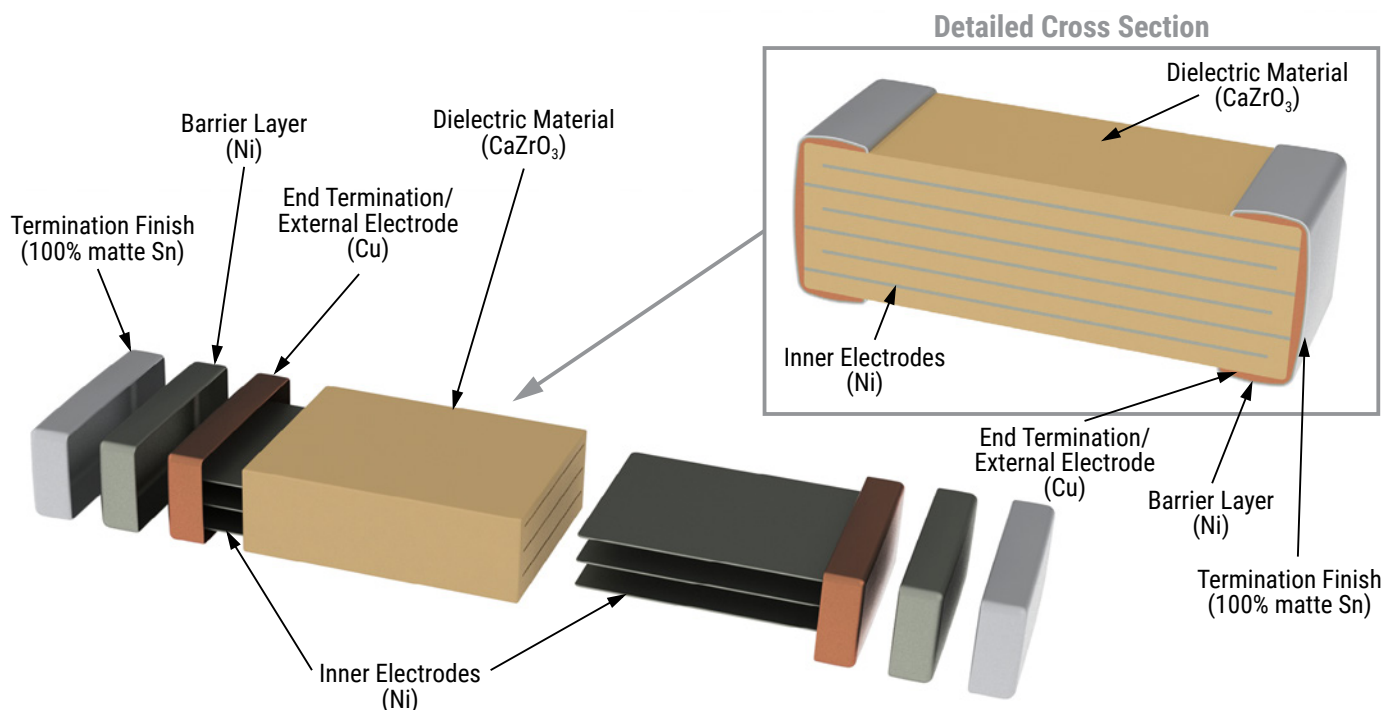 Detailed Cross Section
Dielectric Material
(CaZrO₃)
Inner Electrodes
(Ni)
End Termination/
External Electrode
(Cu)
Barrier Layer
(Ni)
Termination Finish
(100% matte Sn)
Termination Finish
(100% matte Sn)
Barrier Layer
(Ni)
End Termination/
External Electrode
(Cu)
Dielectric Material
(CaZrO₃)
Inner Electrodes
(Ni)